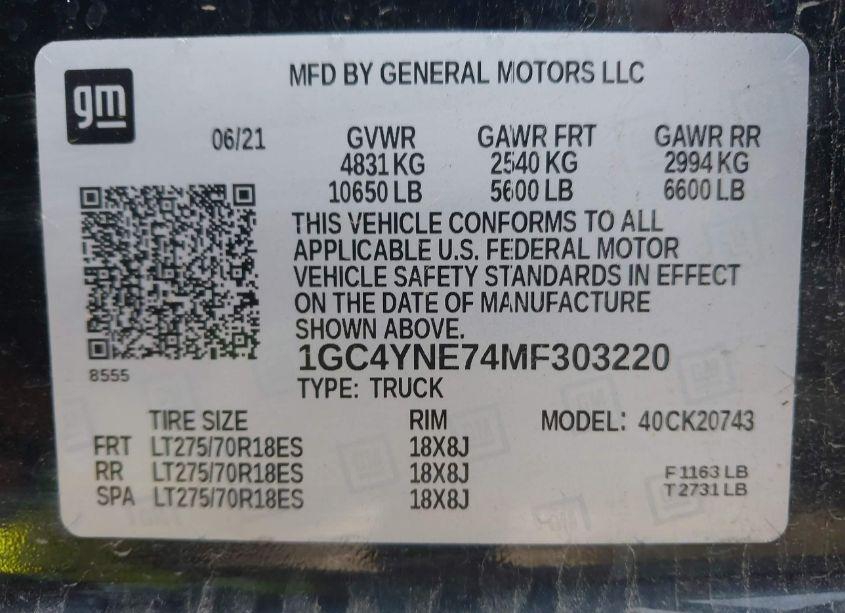 gm
MFD BY GENERAL MOTORS LLC
06/21 GVWR GAWR FRT GAWR RR
4831 KG 2540 KG 2994 KG
10650 LB 5600 LB 6600 LB
THIS VEHICLE CONFORMS TO ALL
APPLICABLE U.S. FEDERAL MOTOR
VEHICLE SAFETY STANDARDS IN EFFECT
ON THE DATE OF MANUFACTURE
SHOWN ABOVE.
1GC4YNE74MF303220
8555
TYPE: TRUCK
TIRE SIZE RIM MODEL: 40CK20743
FRT LT275/70R18ES 18X8J
RR LT275/70R18ES 18X8J F 1163 LB
SPA LT275/70R18ES 18X8J T 2731 LB